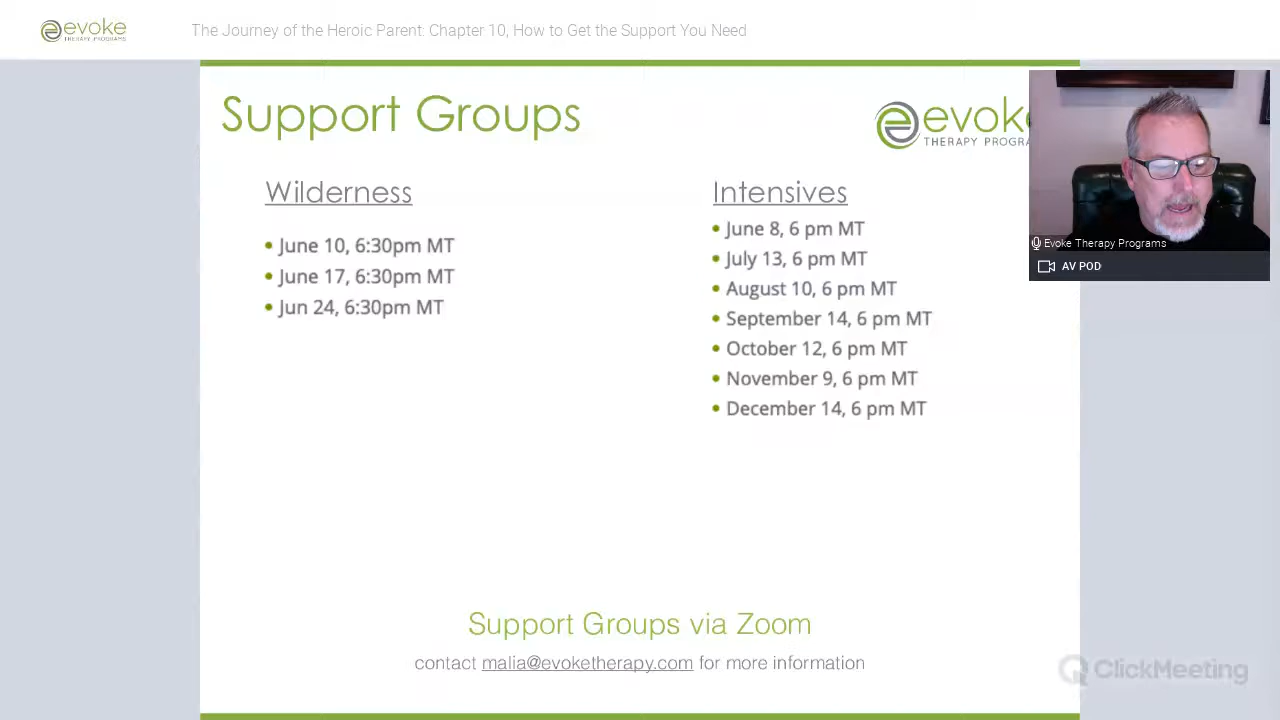 evoke
THERAPY PROGRAMS
The Journey of the Heroic Parent: Chapter 10, How to Get the Support You Need
Support Groups
evoke
THERAPY PROGRA
Wilderness
• June 10, 6:30pm MT
• June 17, 6:30pm MT
• Jun 24, 6:30pm MT
Intensives
• June 8, 6 pm MT
• July 13, 6 pm MT
• August 10, 6 pm MT
• September 14, 6 pm MT
• October 12, 6 pm MT
• November 9, 6 pm MT
• December 14, 6 pm MT
Evoke Therapy Programs
AV POD
Support Groups via Zoom
contact malia@evoketherapy.com for more information
ClickMeeting